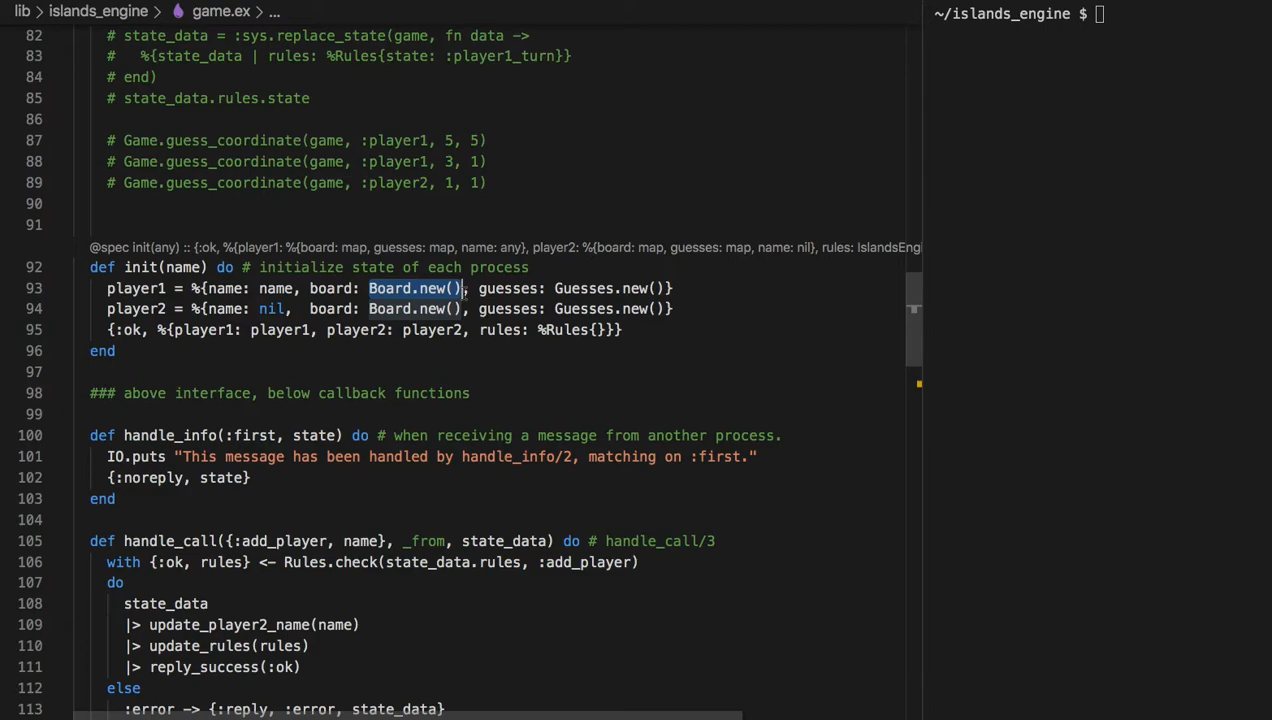 lib > islands_engine > game.ex > ...
~/islands_engine $
82 # state_data = :sys.replace_state(game, fn data ->
83 #   %{state_data | rules: %Rules{state: :player1_turn}}
84 # end)
85 # state_data.rules.state
86
87 # Game.guess_coordinate(game, :player1, 5, 5)
88 # Game.guess_coordinate(game, :player1, 3, 1)
89 # Game.guess_coordinate(game, :player2, 1, 1)
90
91
@spec init(any) :: {:ok, %{player1: %{board: map, guesses: map, name: any}, player2: %{board: map, guesses: map, name: nil}, rules: IslandsEng
92 def init(name) do # initialize state of each process
93   player1 = %{name: name, board: Board.new(), guesses: Guesses.new()}
94   player2 = %{name: nil,  board: Board.new(), guesses: Guesses.new()}
95   {:ok, %{player1: player1, player2: player2, rules: %Rules{}}}
96 end
97
98 ### above interface, below callback functions
99
100 def handle_info(:first, state) do # when receiving a message from another process.
101   IO.puts "This message has been handled by handle_info/2, matching on :first."
102   {:noreply, state}
103 end
104
105 def handle_call({:add_player, name}, _from, state_data) do # handle_call/3
106   with {:ok, rules} <- Rules.check(state_data.rules, :add_player)
107   do
108     state_data
109     |> update_player2_name(name)
110     |> update_rules(rules)
111     |> reply_success(:ok)
112   else
113     :error -> {:reply, :error, state_data}